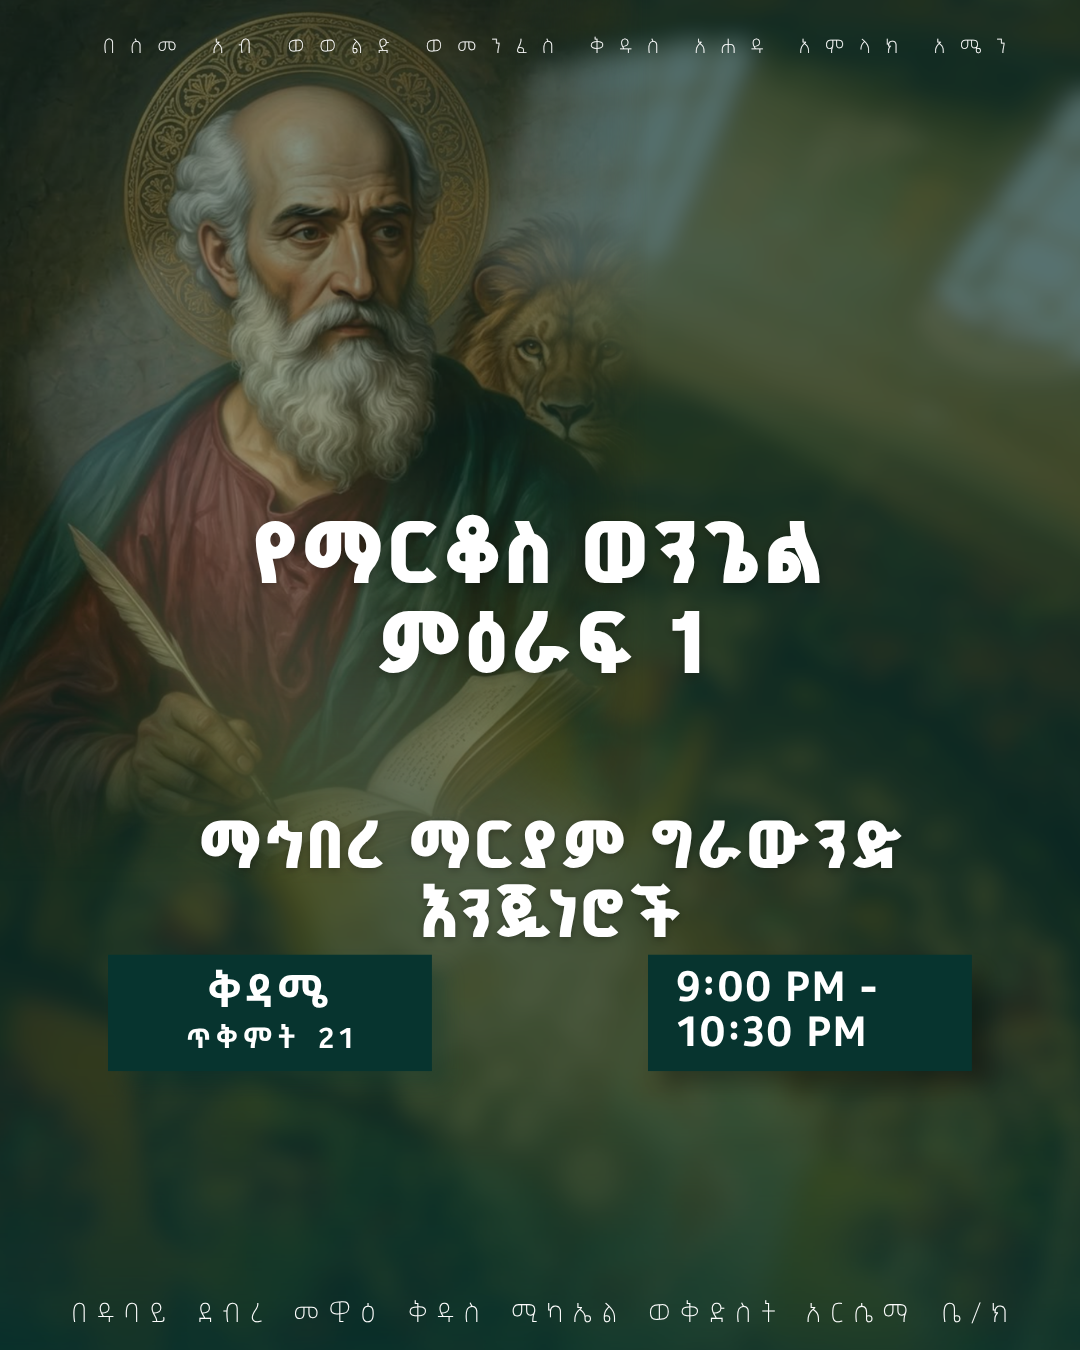 በስመ አብ ወወልድ ወመንፈስ ቅዱስ አሐዱ አምላክ አሜን
የማርቆስ ወንጌል
ምዕራፍ 1
ማኅበረ ማርያም ግራውንድ
እንጂነሮች
ቅዳሜ
ጥቅምት 21
9:00 PM -
10:30 PM
በዱባይ ደብረ መዊዕ ቅዱስ ሚካኤል ወቅድስት አርሴማ ቤ/ክ